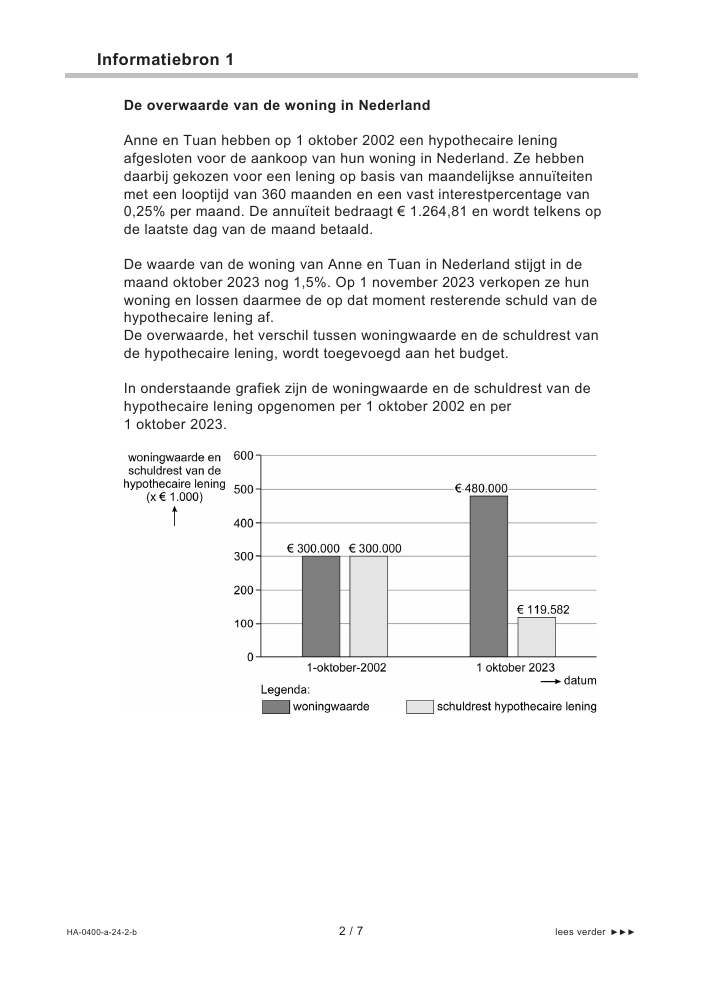 Informatiebron 1
De overwaarde van de woning in Nederland
Anne en Tuan hebben op 1 oktober 2002 een hypothecaire lening
afgesloten voor de aankoop van hun woning in Nederland. Ze hebben
daarbij gekozen voor een lening op basis van maandelijkse annuïteiten
met een looptijd van 360 maanden en een vast interestpercentage van
0,25% per maand. De annuïteit bedraagt € 1.264,81 en wordt telkens op
de laatste dag van de maand betaald.
De waarde van de woning van Anne en Tuan in Nederland stijgt in de
maand oktober 2023 nog 1,5%. Op 1 november 2023 verkopen ze hun
woning en lossen daarmee de op dat moment resterende schuld van de
hypothecaire lening af.
De overwaarde, het verschil tussen woningwaarde en de schuldrest van
de hypothecaire lening, wordt toegevoegd aan het budget.
In onderstaande grafiek zijn de woningwaarde en de schuldrest van de
hypothecaire lening opgenomen per 1 oktober 2002 en per
1 oktober 2023.
woningwaarde en
schuldrest van de
hypothecaire lening
(x € 1.000)
600
500
400
300
200
100
0
€ 300.000 € 300.000
€ 480.000
€ 119.582
1-oktober-2002 1 oktober 2023
datum
Legenda:
woningwaarde schuldrest hypothecaire lening
HA-0400-a-24-2-b 2 / 7 lees verder ►►►